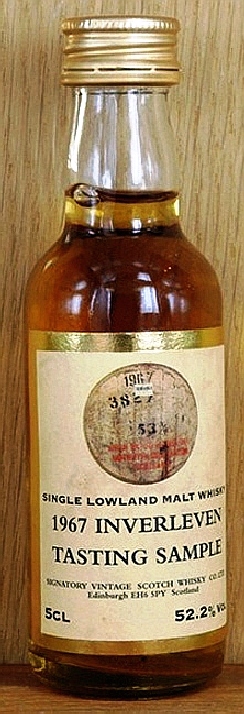 1967
SINGLE LOWLAND MALT WHISKY
1967 INVERLEVEN
TASTING SAMPLE
SIGNATORY VINTAGE SCOTCH WHISKY CO. LTD
Edinburgh EH6 5PY Scotland
5CL 52.2% VOL